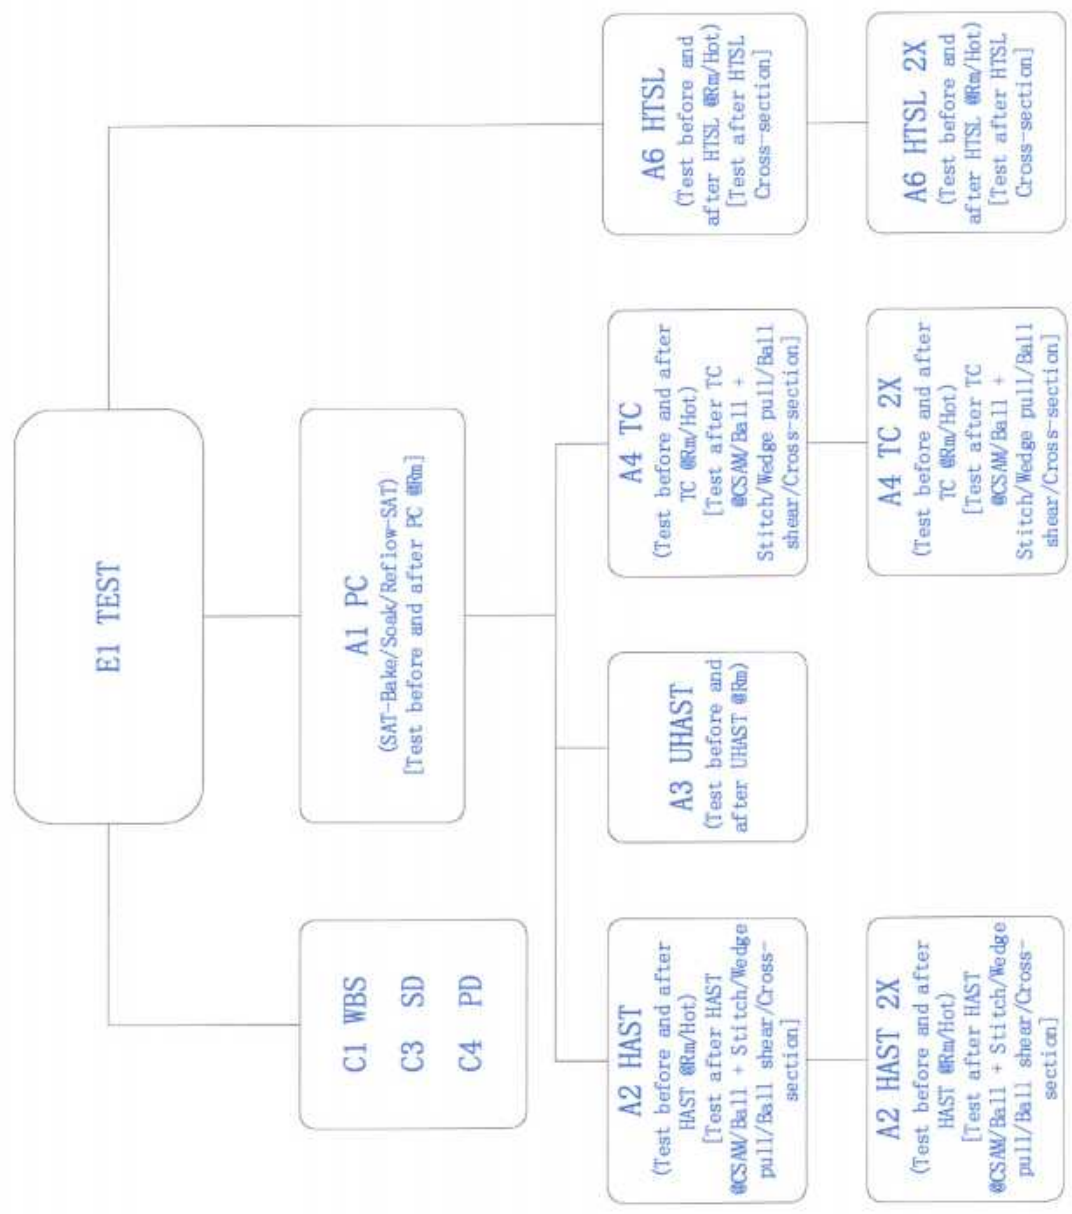 E1 TEST
C1 WBS
C3 SD
C4 PD
A1 PC
(SAT-Bake/Soak/Reflow-SAT)
[Test before and after PC @Rm]
A2 HAST
(Test before and after
HAST @Rm/Hot)
[Test after HAST
@CSAM/Ball + Stitch/Wedge
pull/Ball shear/Cross-
section]
A3 UHAST
(Test before and
after UHAST @Rm)
A4 TC
(Test before and after
TC @Rm/Hot)
[Test after TC
@CSAM/Ball +
Stitch/Wedge pull/Ball
shear/Cross-section]
A6 HTSL
(Test before and
after HTSL @Rm/Hot)
[Test after HTSL
Cross-section]
A2 HAST 2X
(Test before and after
HAST @Rm/Hot)
[Test after HAST
@CSAM/Ball + Stitch/Wedge
pull/Ball shear/Cross-
section]
A4 TC 2X
(Test before and after
TC @Rm/Hot)
[Test after TC
@CSAM/Ball +
Stitch/Wedge pull/Ball
shear/Cross-section]
A6 HTSL 2X
(Test before and
after HTSL @Rm/Hot)
[Test after HTSL
Cross-section]